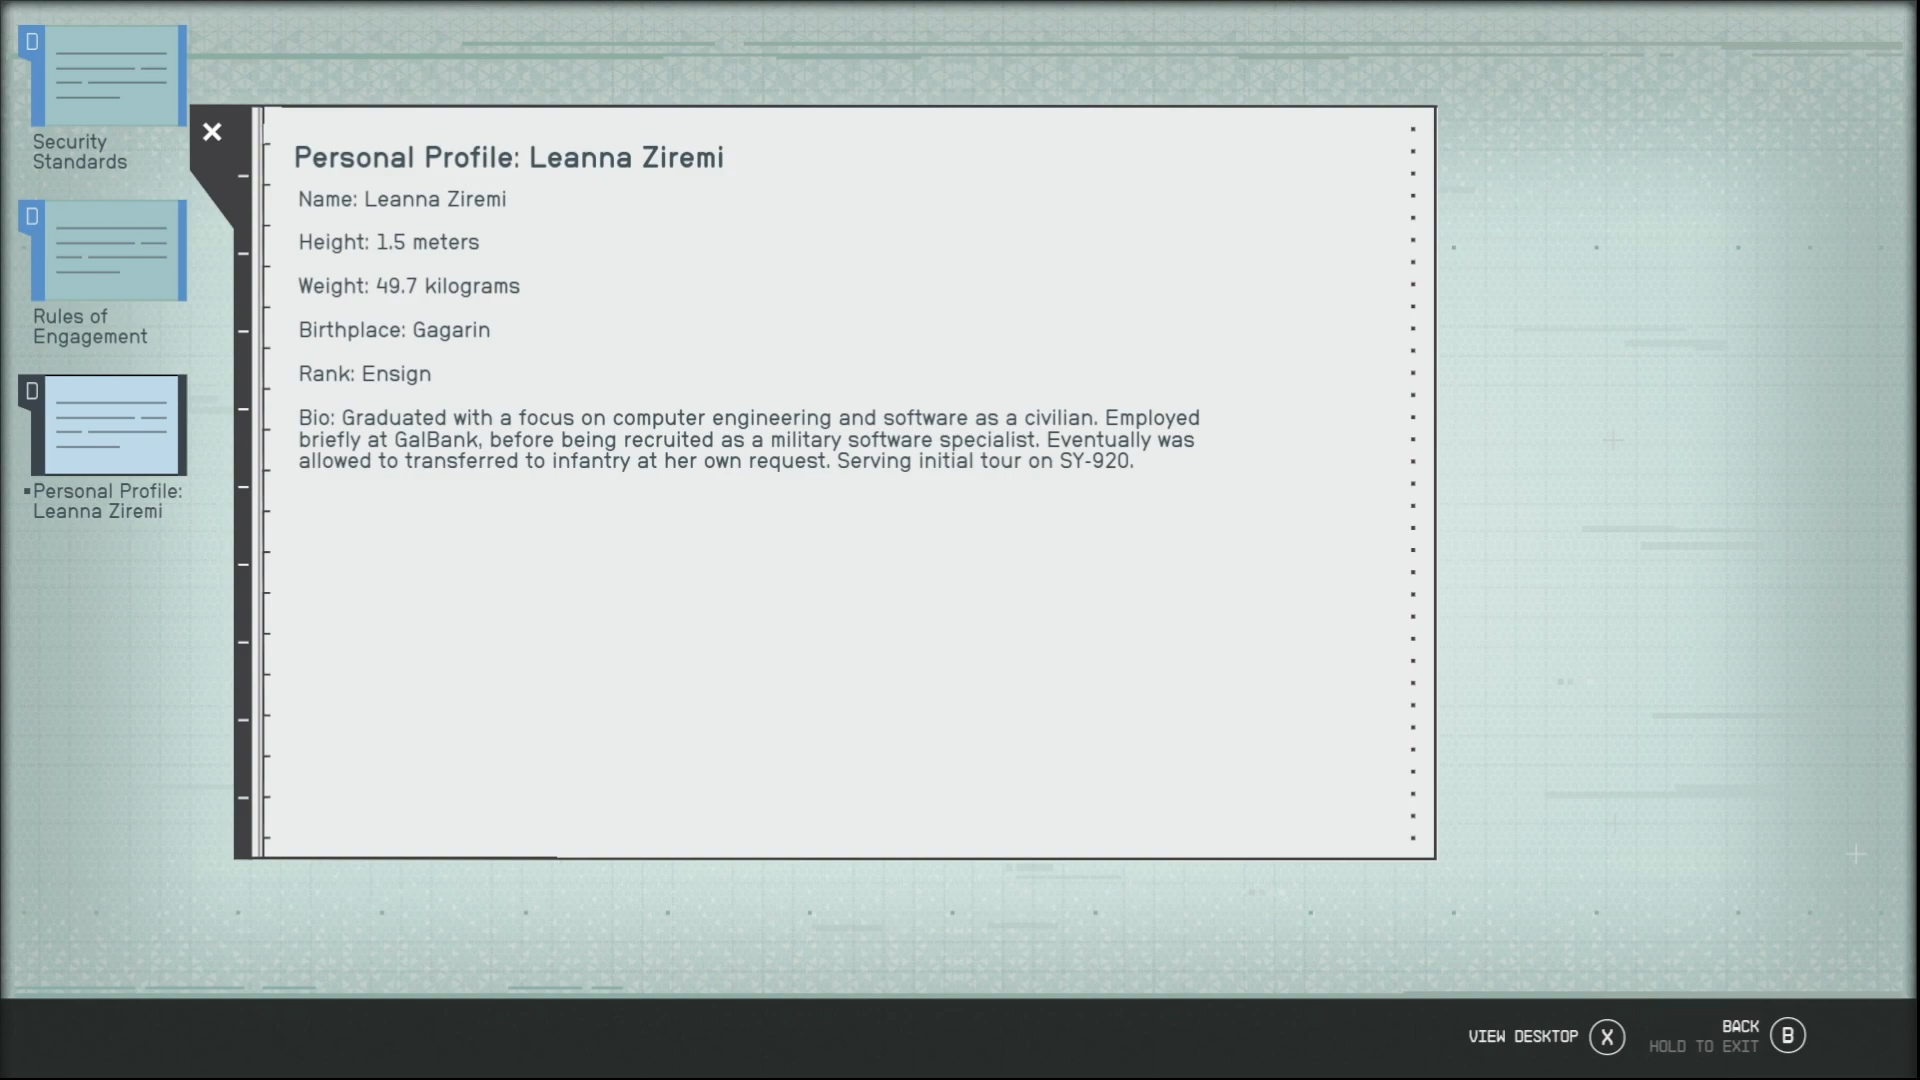 D
Security
Standards
D
Rules of
Engagement
D
Personal Profile:
Leanna Ziremi
Personal Profile: Leanna Ziremi
Name: Leanna Ziremi
Height: 1.5 meters
Weight: 49.7 kilograms
Birthplace: Gagarin
Rank: Ensign
Bio: Graduated with a focus on computer engineering and software as a civilian. Employed
briefly at GalBank, before being recruited as a military software specialist. Eventually was
allowed to transferred to infantry at her own request. Serving initial tour on SY-920.
VIEW DESKTOP X
BACK B
HOLD TO EXIT